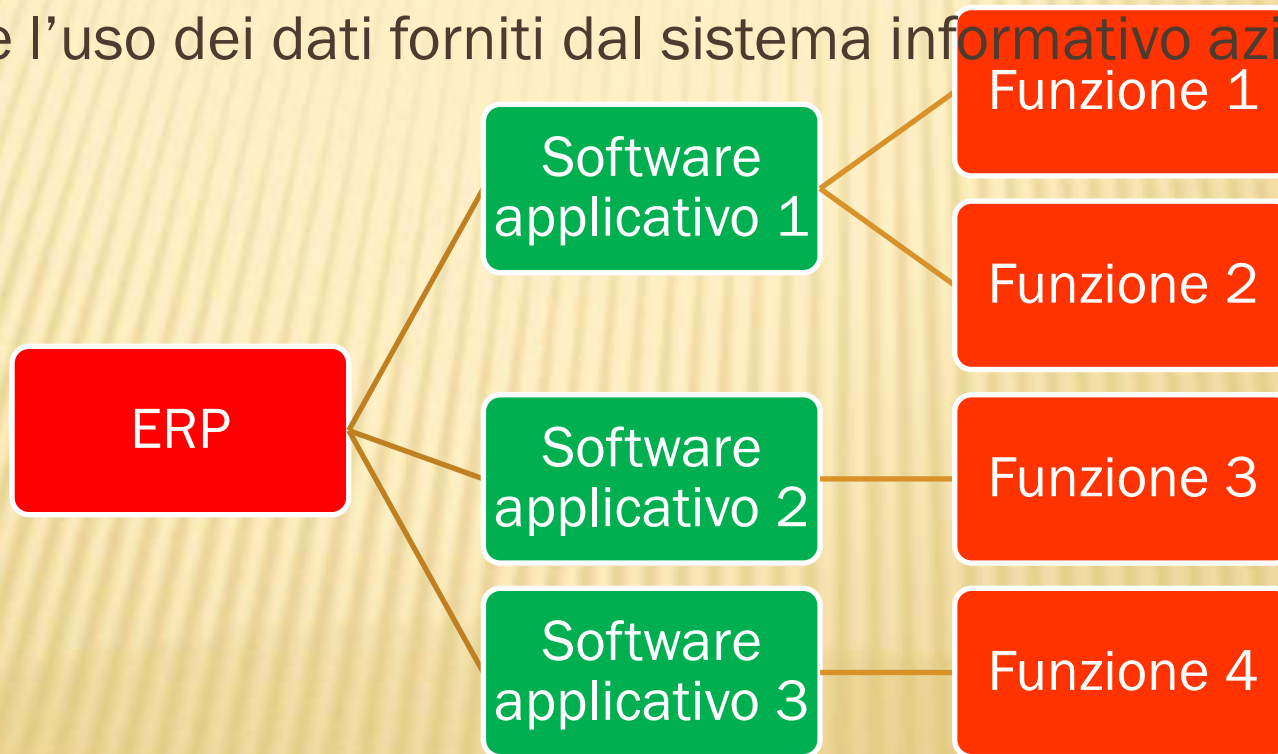 e l’uso dei dati forniti dal sistema informativo azi
Funzione 1
Software
applicativo 1
Funzione 2
ERP
Software
applicativo 2
Funzione 3
Software
applicativo 3
Funzione 4